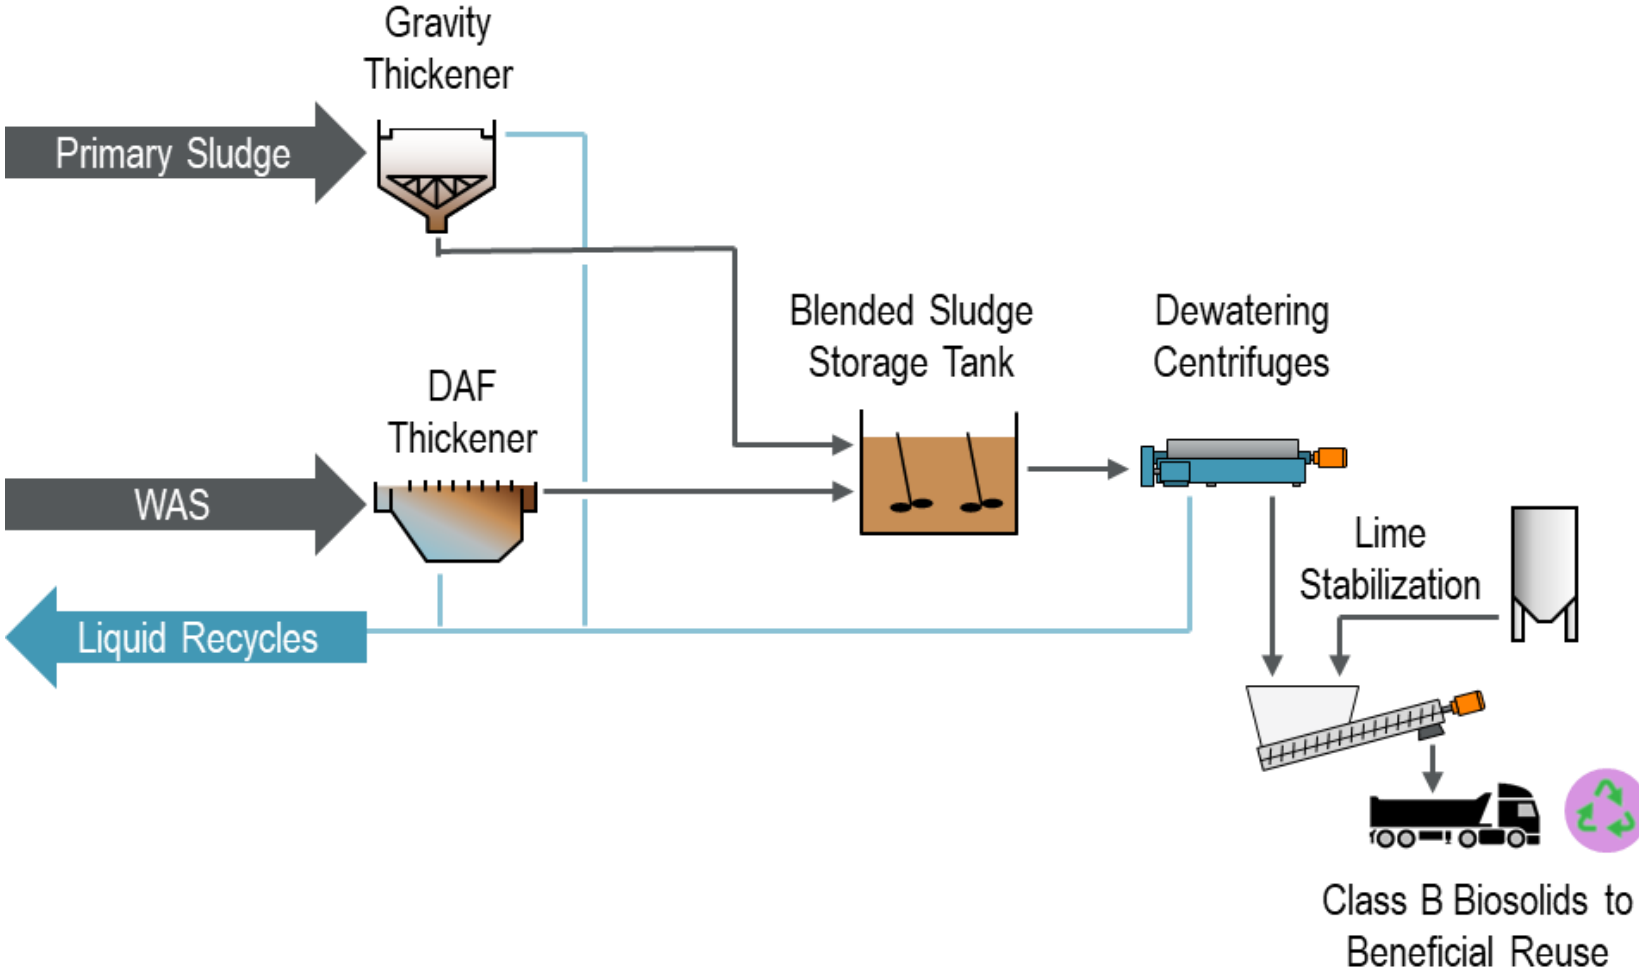 Gravity
Thickener
Primary Sludge
Blended Sludge
Storage Tank
Dewatering
Centrifuges
DAF
Thickener
WAS
Lime
Stabilization
Liquid Recycles
Class B Biosolids to
Beneficial Reuse